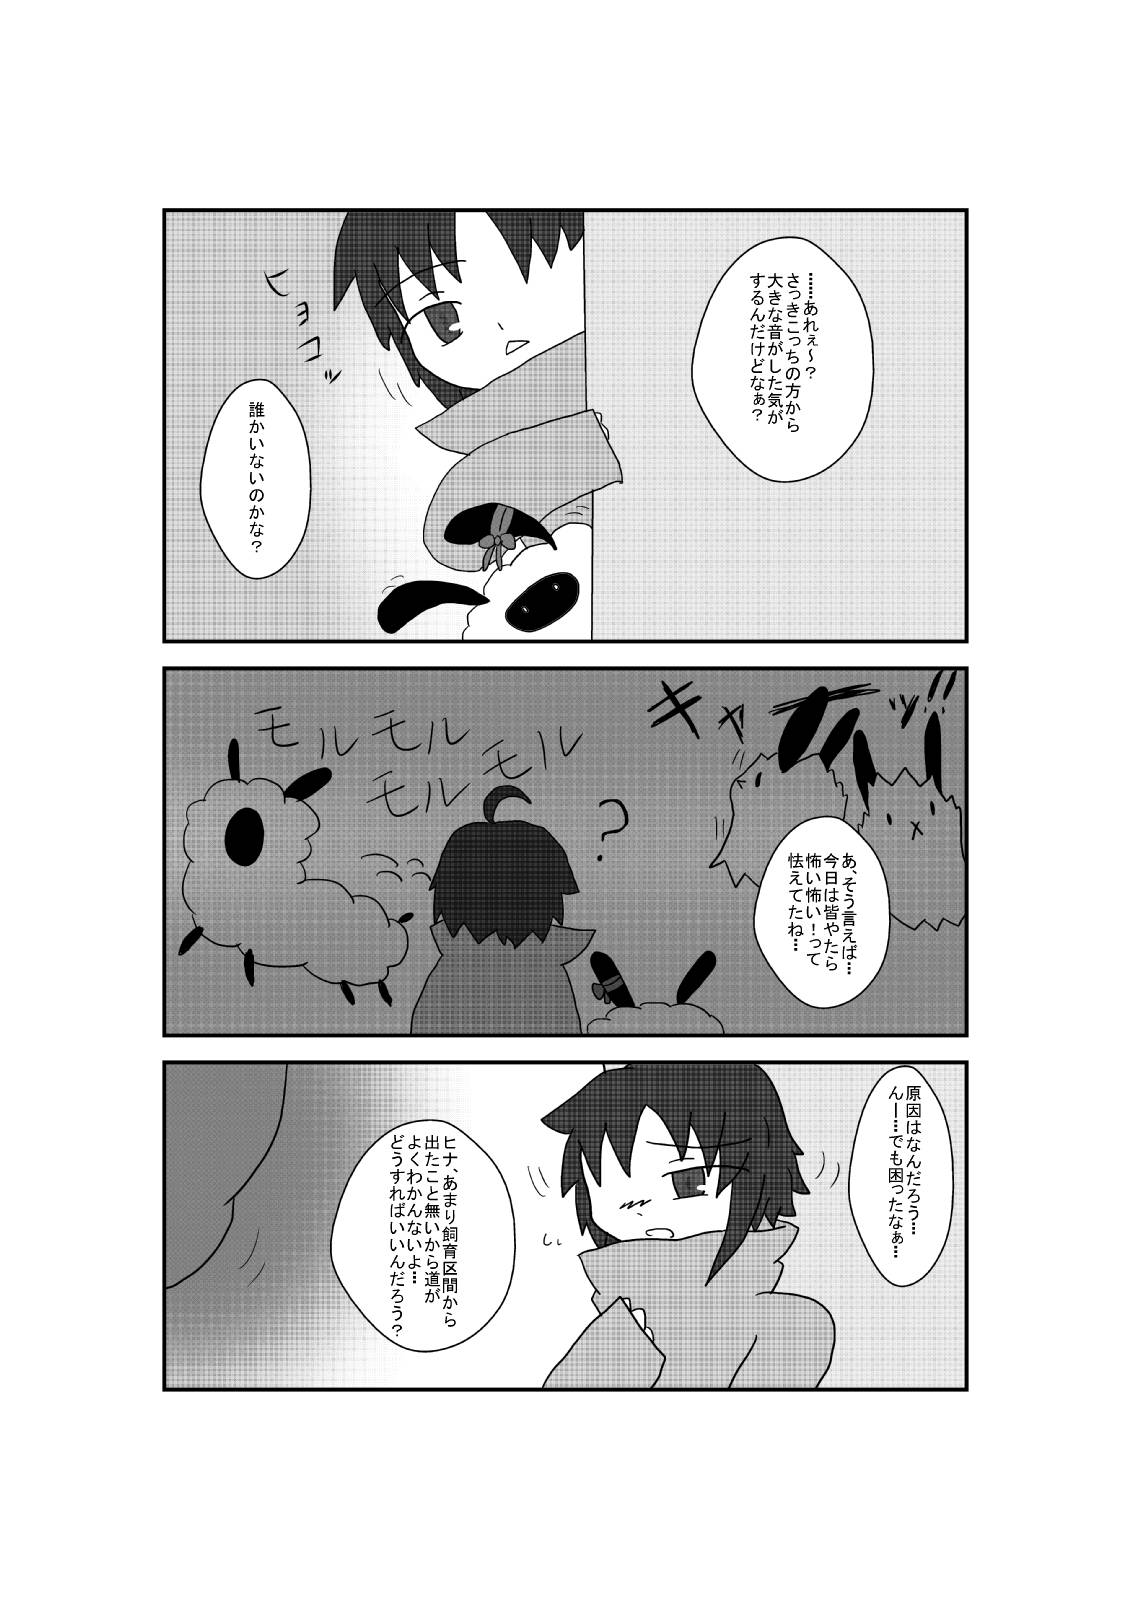 ……あれぇ～？
さっきこっちの方から
大きな音がした気が
するんだけどなぁ？
ヒョコッ
誰かいないのかな？
キャーッ
モルモル
モルモル
？
あ、そう言えば…
今日は皆やたら
怖い怖い！って
怯えてたね…
原因はなんだろう…
んー…でも困ったなぁ…
ヒナ、あまり飼育区間から
出たこと無いから道が
よくわかんないよ…
どうすればいいんだろう？